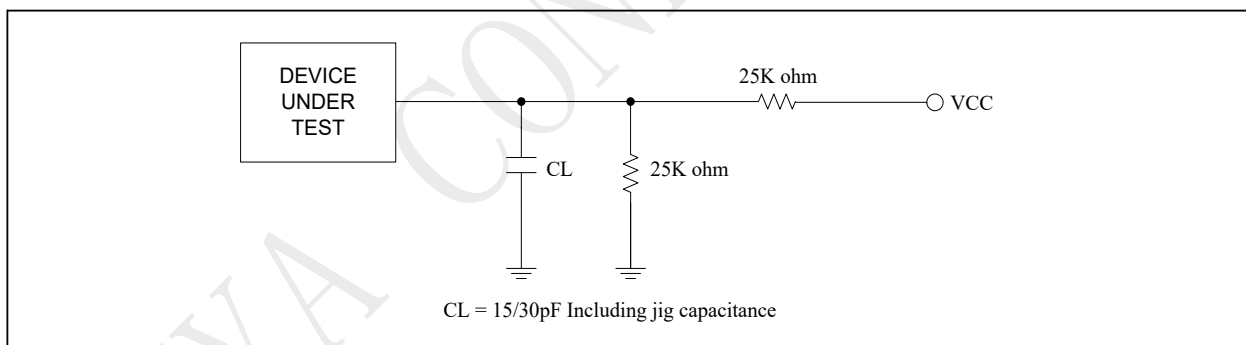 DEVICE
UNDER
TEST
25K ohm
VCC
CL
25K ohm
CL = 15/30pF Including jig capacitance